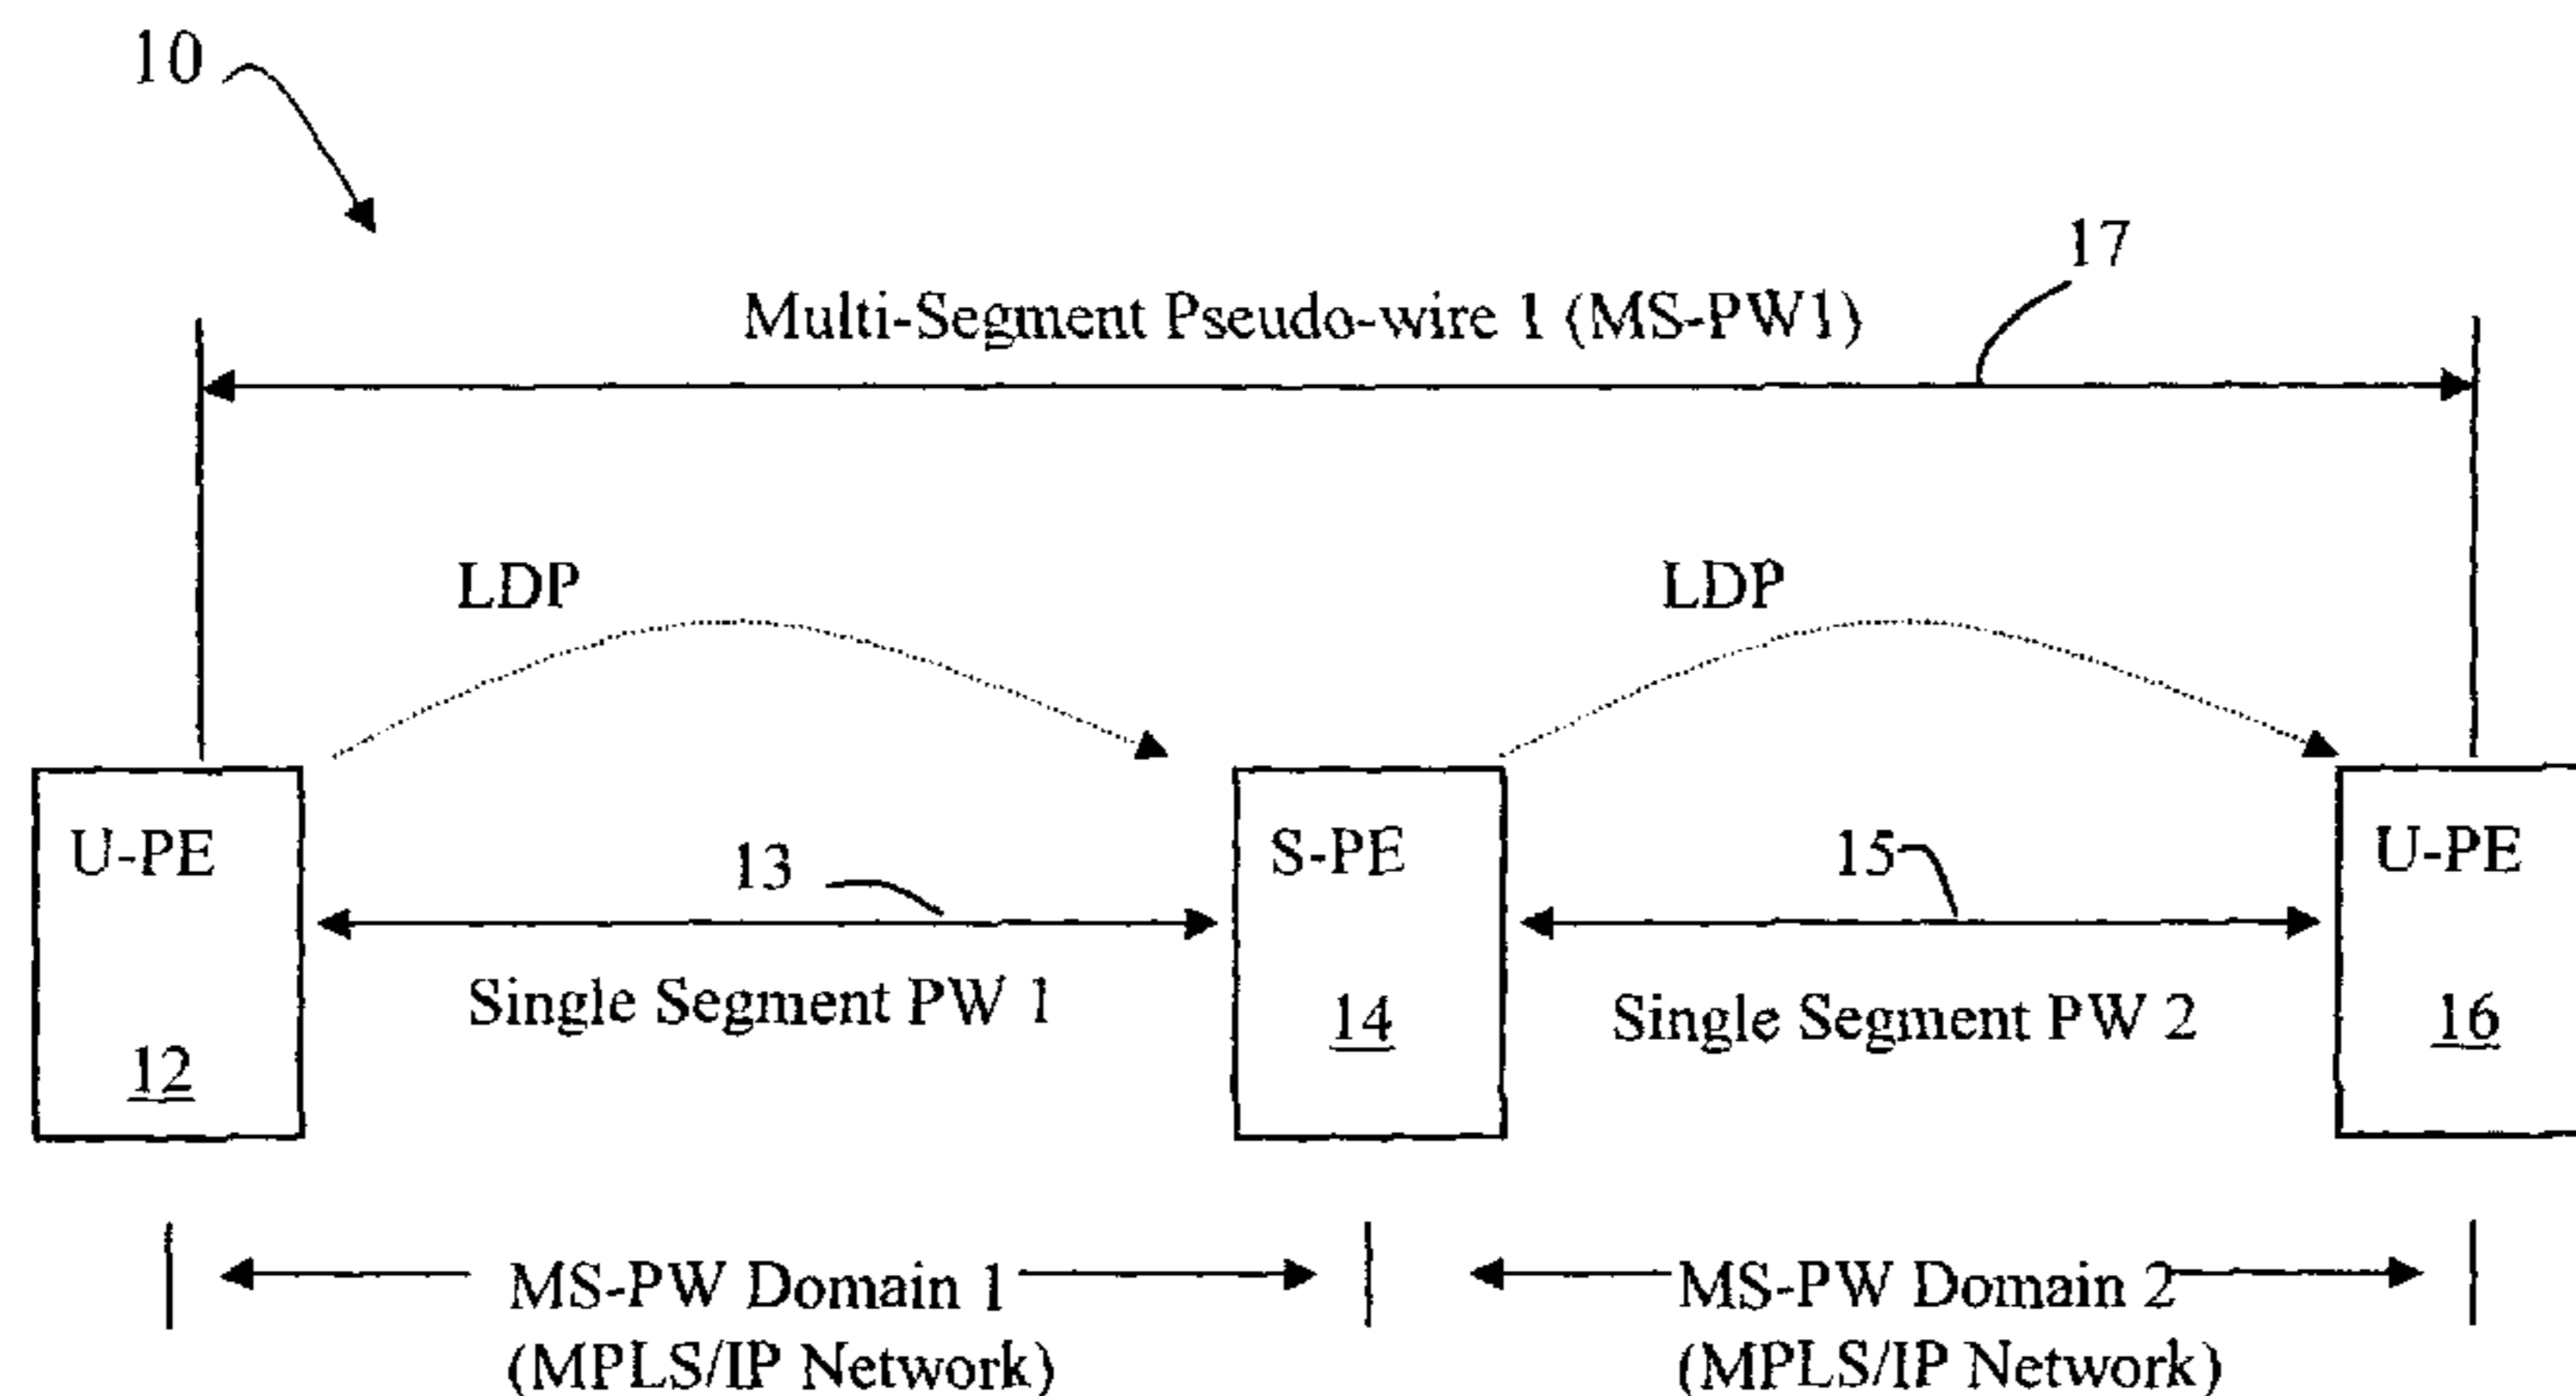 10
17
Multi-Segment Pseudo-wire 1 (MS-PW1)
LDP
LDP
U-PE
13
S-PE
15
U-PE
Single Segment PW 1
14
Single Segment PW 2
16
12
MS-PW Domain 1
(MPLS/IP Network)
MS-PW Domain 2
(MPLS/IP Network)